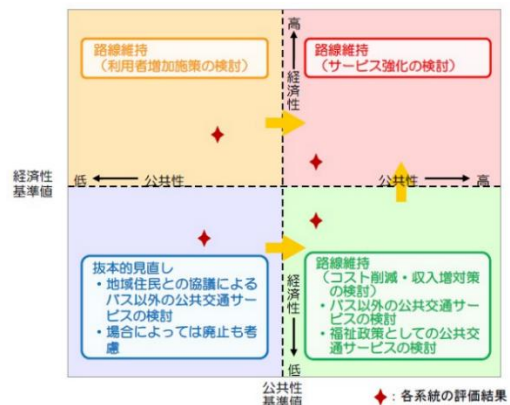 路線維持
（利用者増加施策の検討）
高
経済性
路線維持
（サービス強化の検討）
経済性
基準値
低
公共性
公共性
高
抜本的見直し
・地域住民との協議による
バス以外の公共交通サー
ビスの検討
・場合によっては廃止も考
慮
経済性
低
路線維持
（コスト削減・収入増対策
の検討）
・バス以外の公共交通サー
ビスの検討
・福祉政策としての公共交
通サービスの検討
公共性
基準値
：各系統の評価結果